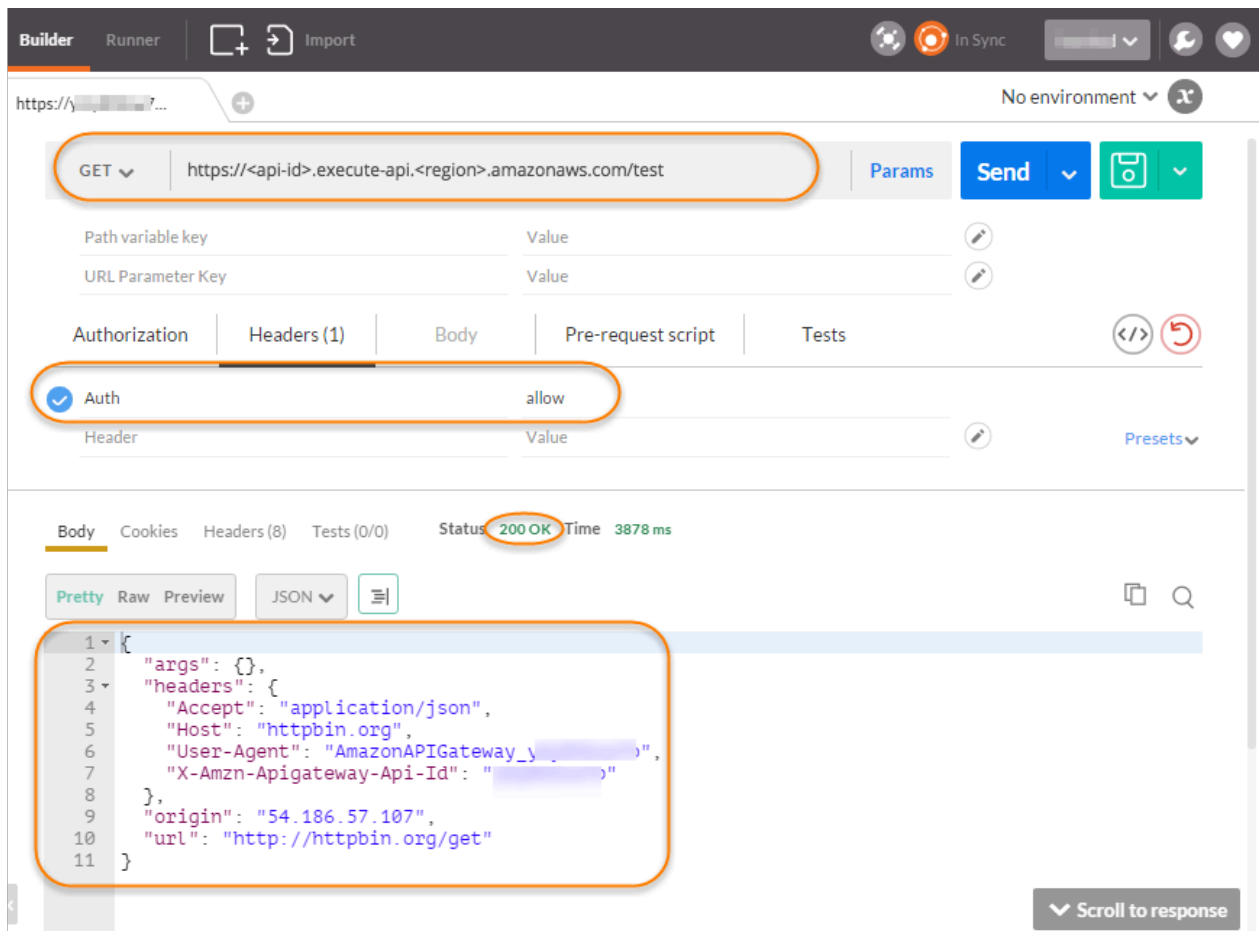 Builder Runner Import In Sync
https://y 7... No environment
GET https://<api-id>.execute-api.<region>.amazonaws.com/test Params Send
Path variable key Value
URL Parameter Key Value
Authorization Headers (1) Body Pre-request script Tests
Auth allow
Header Value Presets
Body Cookies Headers (8) Tests (0/0) Status 200 OK Time 3878 ms
Pretty Raw Preview JSON
1 {
2 "args": {},
3 "headers": {
4 "Accept": "application/json",
5 "Host": "httpbin.org",
6 "User-Agent": "AmazonAPIGateway_y",
7 "X-Amzn-Apigateway-Api-Id": "
8 },
9 "origin": "54.186.57.107",
10 "url": "http://httpbin.org/get"
11 }
Scroll to response